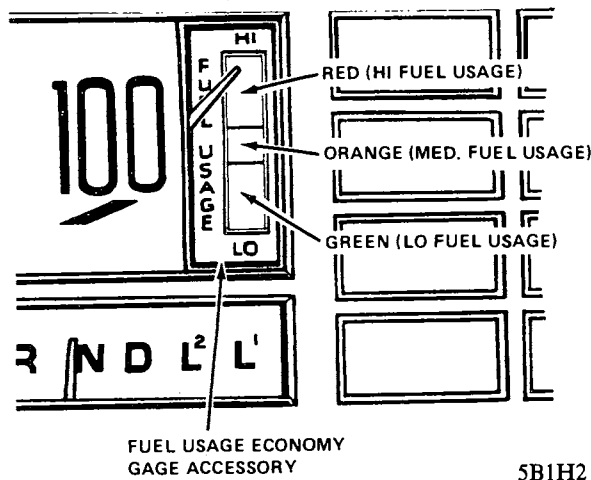 HI
FUEL USAGE
RED (HI FUEL USAGE)
100
ORANGE (MED. FUEL USAGE)
GREEN (LO FUEL USAGE)
LO
R N D L² L¹
FUEL USAGE ECONOMY
GAGE ACCESSORY
5B1H2